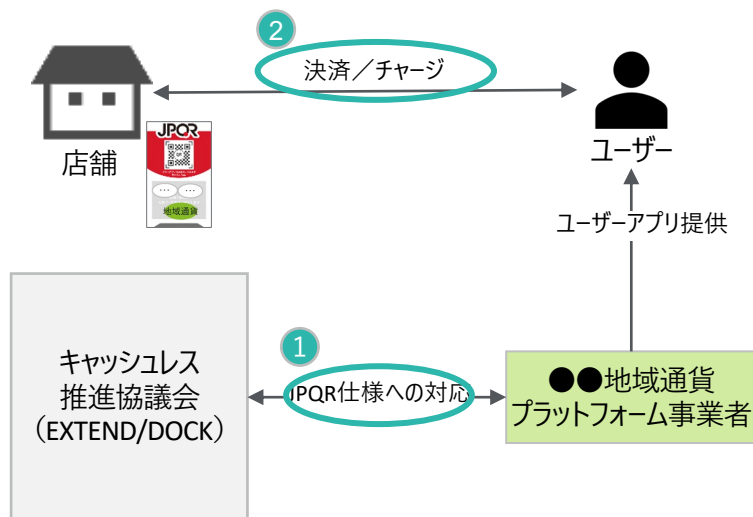 2
決済／チャージ
店舗
JPQR
地域通貨
ユーザー
ユーザーアプリ提供
1
キャッシュレス
推進協議会
（EXTEND/DOCK）
JPQR仕様への対応
●●地域通貨
プラットフォーム事業者